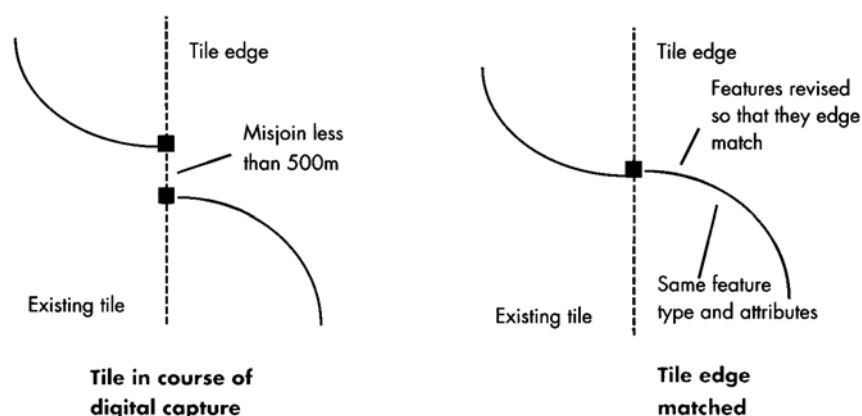 Tile edge
Misjoin less
than 500m
Existing tile
Tile in course of
digital capture
Tile edge
Features revised
so that they edge
match
Same feature
type and attributes
Existing tile
Tile edge
matched